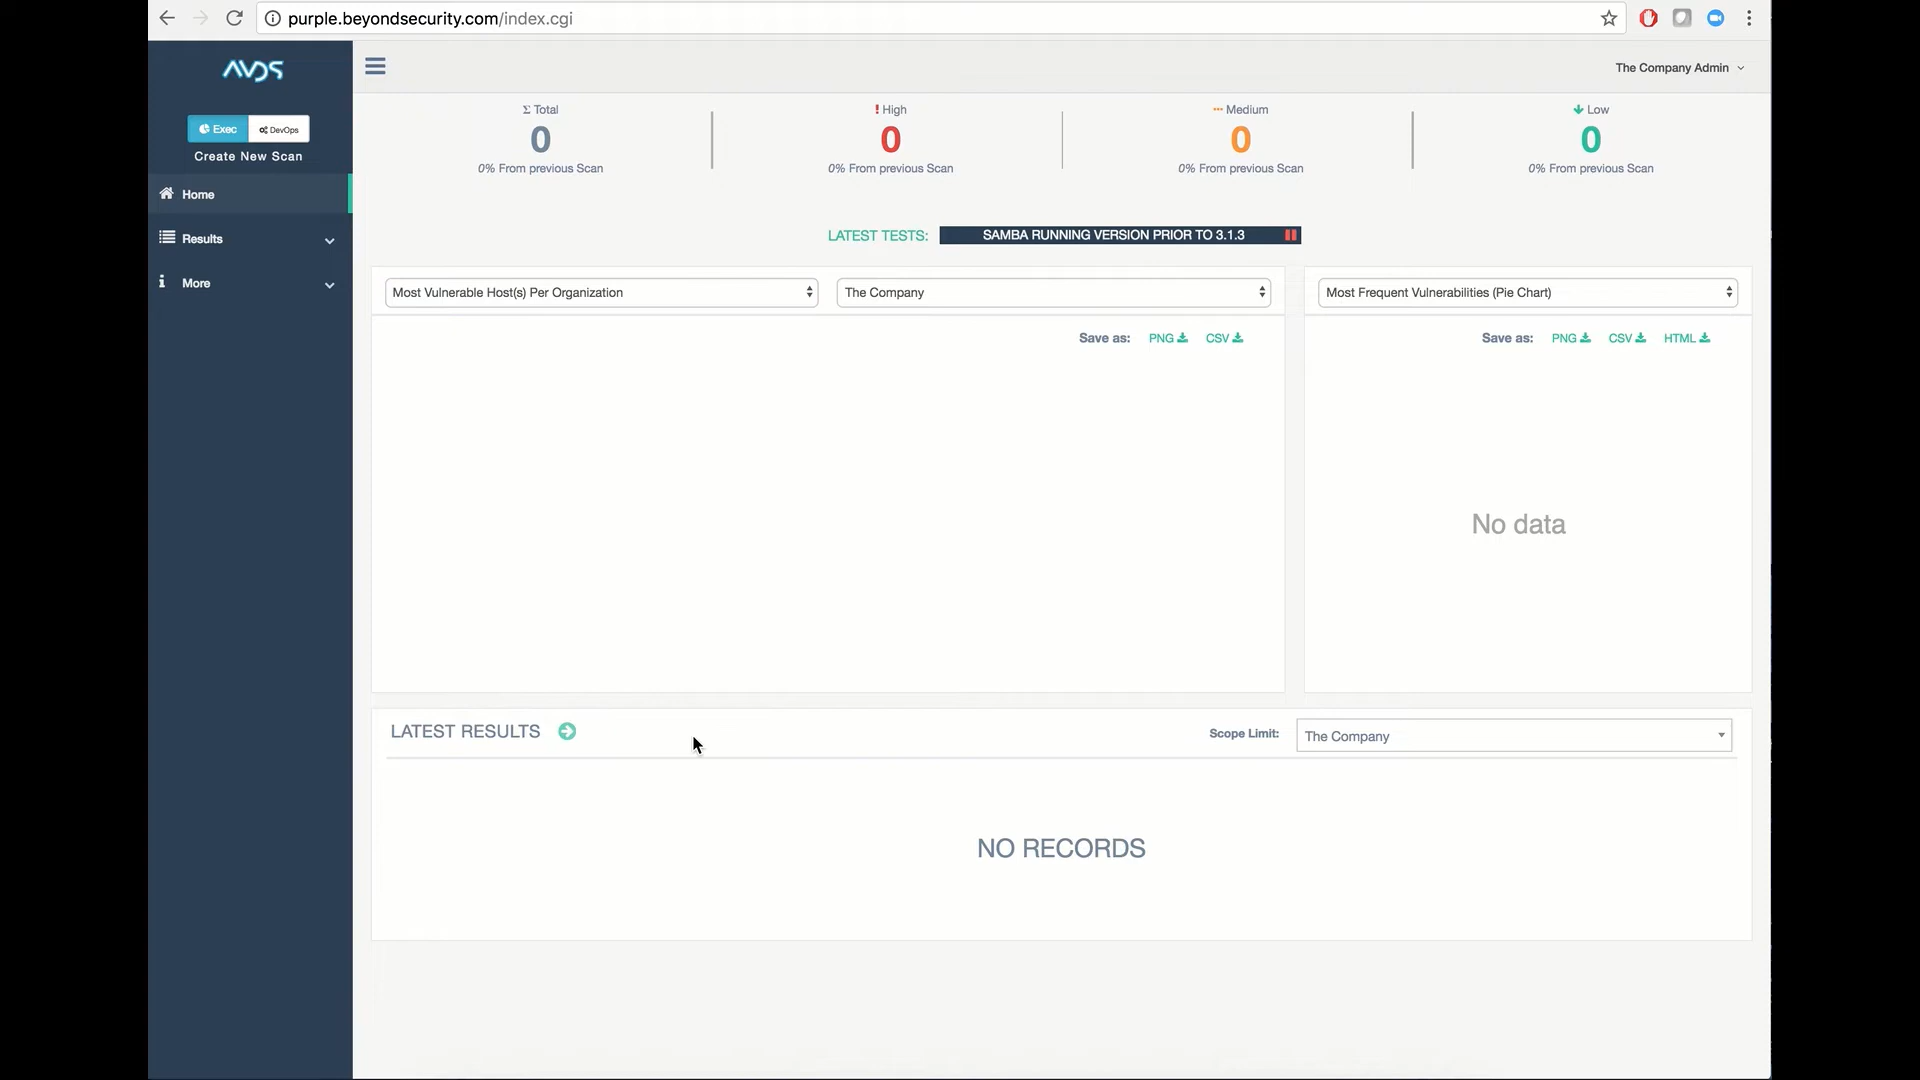 purple.beyondsecurity.com/index.cgi
AVDS
Exec DevOps
Create New Scan
Home
Results
More
The Company Admin
Σ Total
0
0% From previous Scan
High
0
0% From previous Scan
Medium
0
0% From previous Scan
Low
0
0% From previous Scan
LATEST TESTS: SAMBA RUNNING VERSION PRIOR TO 3.1.3
Most Vulnerable Host(s) Per Organization
The Company
Save as: PNG CSV
Most Frequent Vulnerabilities (Pie Chart)
Save as: PNG CSV HTML
No data
LATEST RESULTS
Scope Limit: The Company
NO RECORDS